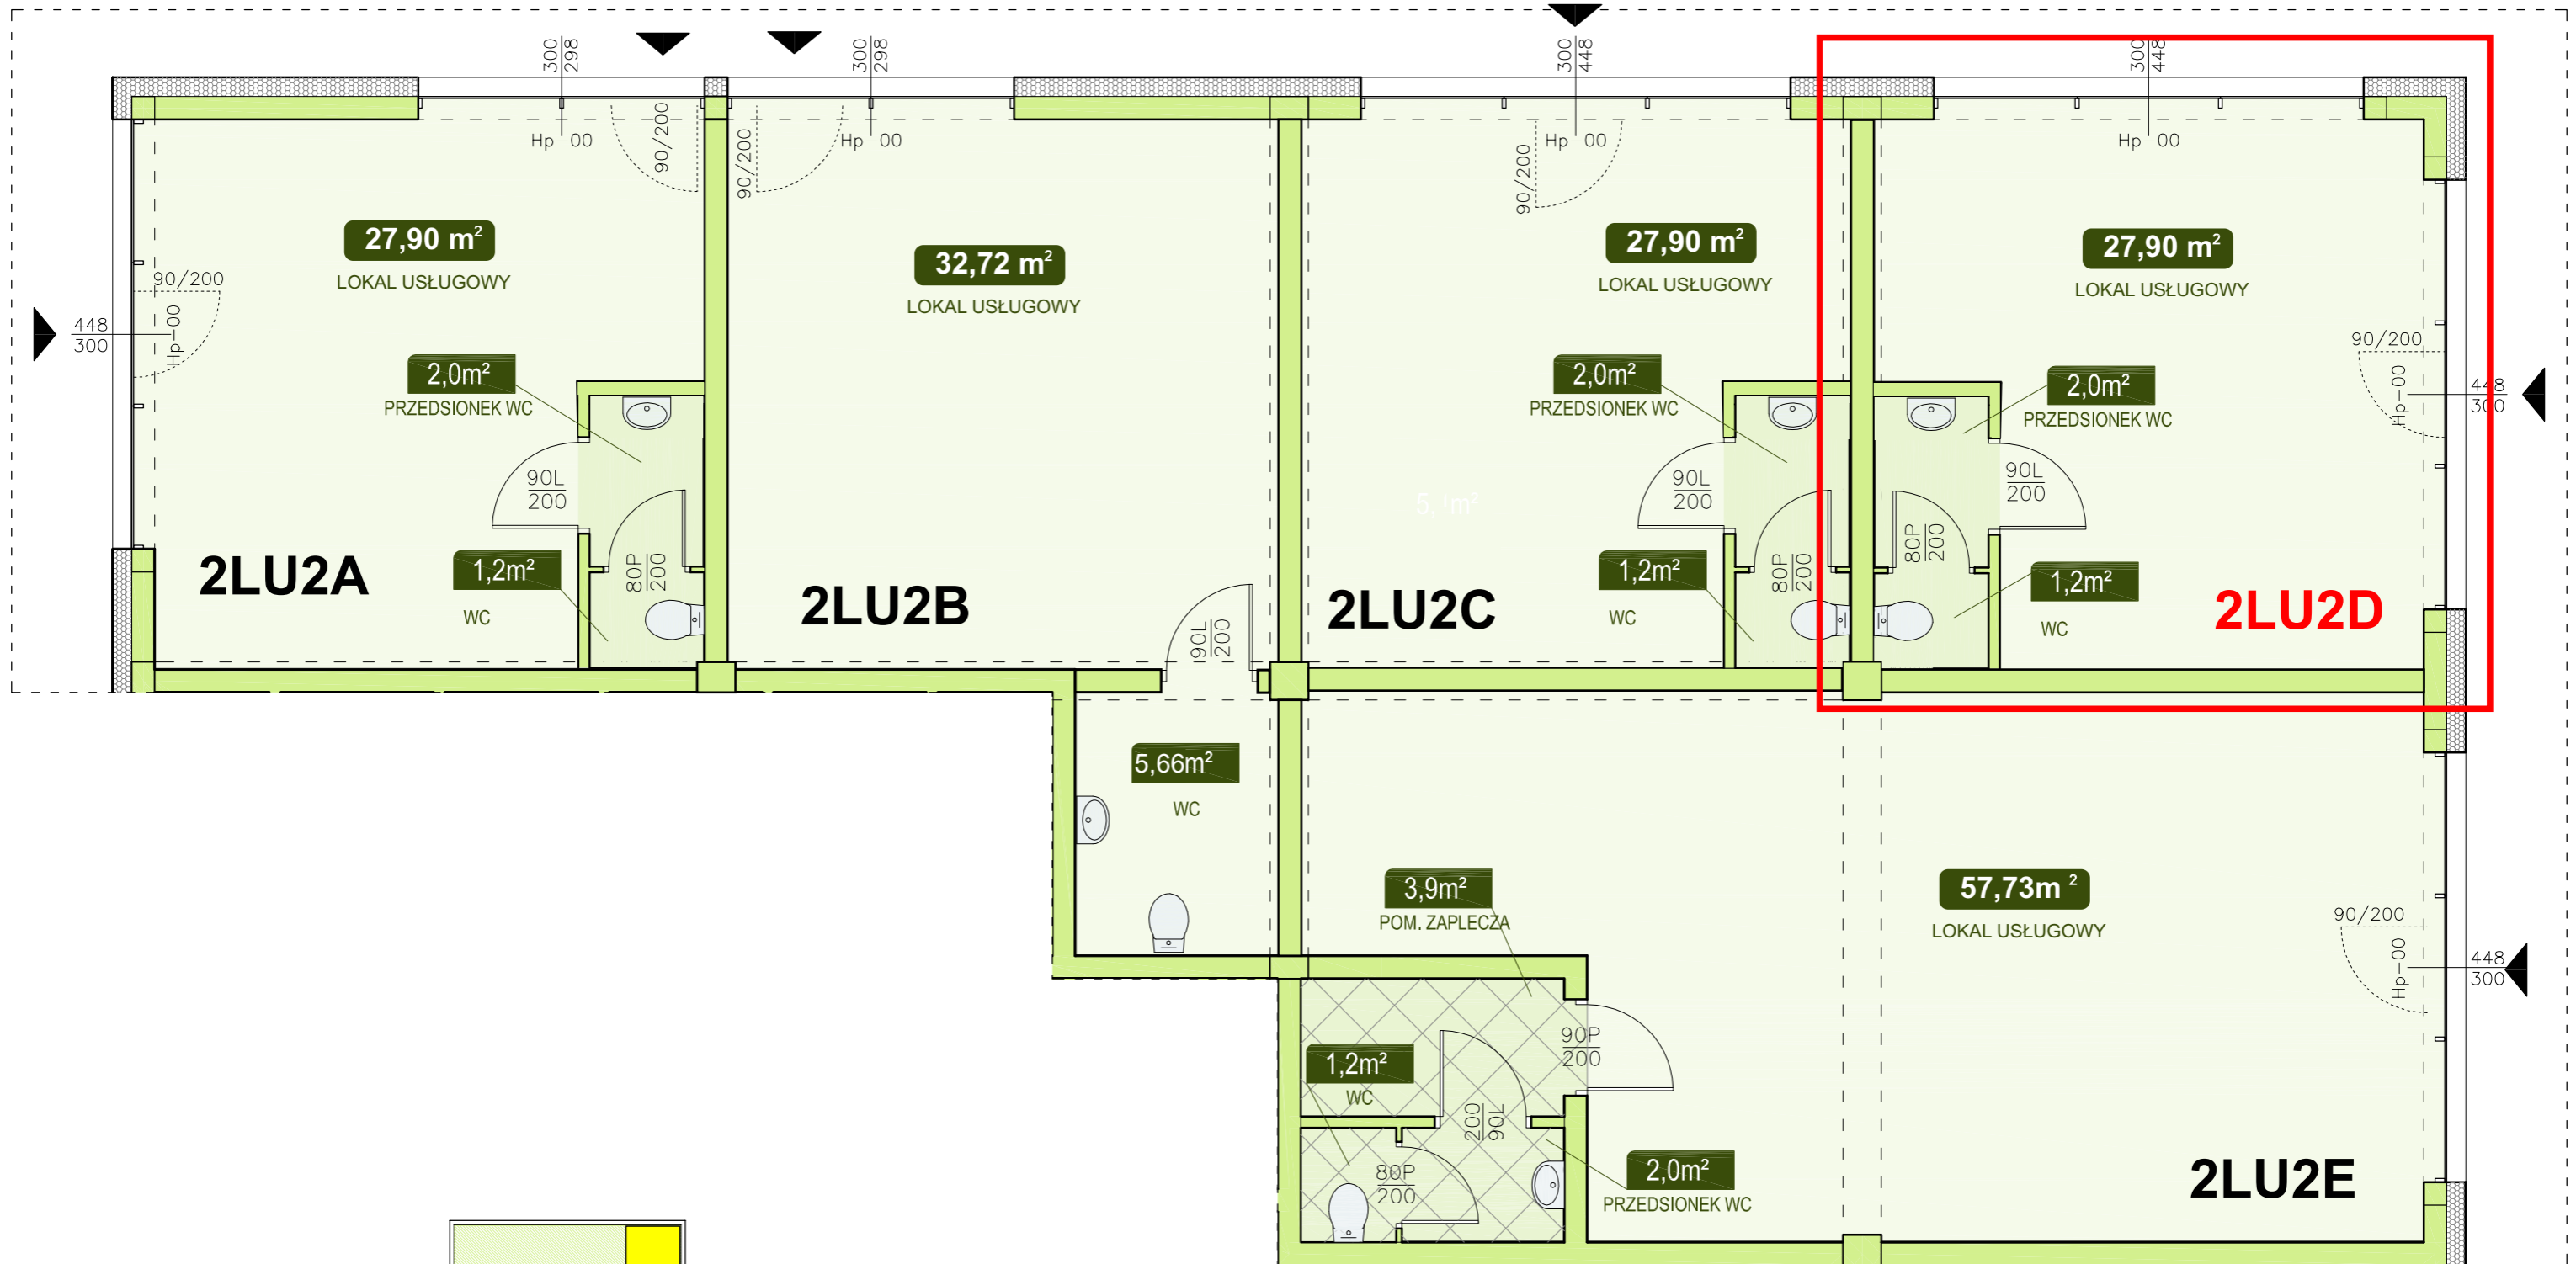 300
298
300
298
300
448
300
448
Hp-00
90/200
90/200
Hp-00
90/200
Hp-00
Hp-00
27,90 m²
LOKAL USŁUGOWY
32,72 m²
LOKAL USŁUGOWY
27,90 m²
LOKAL USŁUGOWY
27,90 m²
LOKAL USŁUGOWY
90/200
448
300
Hp-00
90/200
448
300
Hp-00
2,0m²
PRZEDSIONEK WC
2,0m²
PRZEDSIONEK WC
2,0m²
PRZEDSIONEK WC
90L
200
90L
200
90L
200
80P
200
80P
200
80P
200
1,2m²
WC
1,2m²
WC
1,2m²
WC
2LU2A
2LU2B
2LU2C
2LU2D
90L
200
5,66m²
WC
3,9m²
POM. ZAPLECZA
57,73m²
LOKAL USŁUGOWY
90/200
448
300
Hp-00
90P
200
1,2m²
WC
200
90L
80P
200
2,0m²
PRZEDSIONEK WC
2LU2E